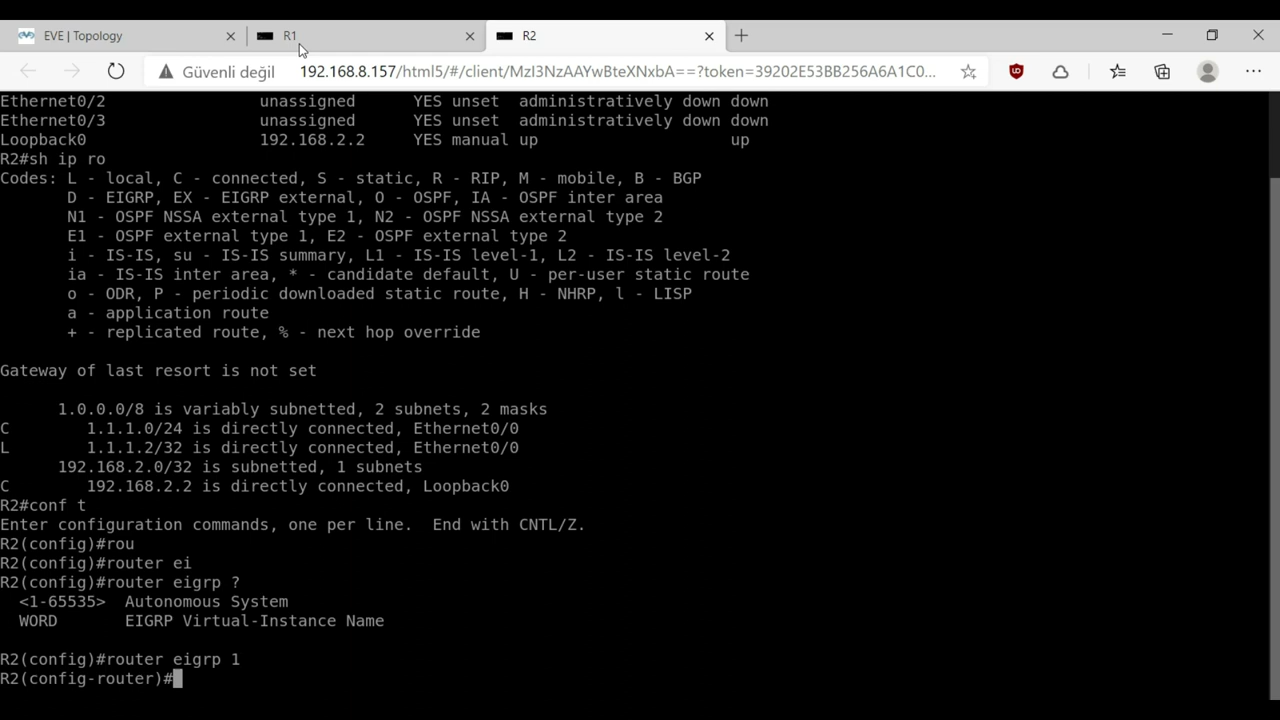 EVE | Topology
R1
R2
Güvenli değil
192.168.8.157/html5/#/client/MzI3NzAAYwBteXNxbA==?token=39202E53BB256A6A1C0...
Ethernet0/2 unassigned YES unset administratively down down
Ethernet0/3 unassigned YES unset administratively down down
Loopback0 192.168.2.2 YES manual up up
R2#sh ip ro
Codes: L - local, C - connected, S - static, R - RIP, M - mobile, B - BGP
D - EIGRP, EX - EIGRP external, O - OSPF, IA - OSPF inter area
N1 - OSPF NSSA external type 1, N2 - OSPF NSSA external type 2
E1 - OSPF external type 1, E2 - OSPF external type 2
i - IS-IS, su - IS-IS summary, L1 - IS-IS level-1, L2 - IS-IS level-2
ia - IS-IS inter area, * - candidate default, U - per-user static route
o - ODR, P - periodic downloaded static route, H - NHRP, l - LISP
a - application route
+ - replicated route, % - next hop override
Gateway of last resort is not set
1.0.0.0/8 is variably subnetted, 2 subnets, 2 masks
C 1.1.1.0/24 is directly connected, Ethernet0/0
L 1.1.1.2/32 is directly connected, Ethernet0/0
192.168.2.0/32 is subnetted, 1 subnets
C 192.168.2.2 is directly connected, Loopback0
R2#conf t
Enter configuration commands, one per line. End with CNTL/Z.
R2(config)#rou
R2(config)#router ei
R2(config)#router eigrp ?
<1-65535> Autonomous System
WORD EIGRP Virtual-Instance Name
R2(config)#router eigrp 1
R2(config-router)#